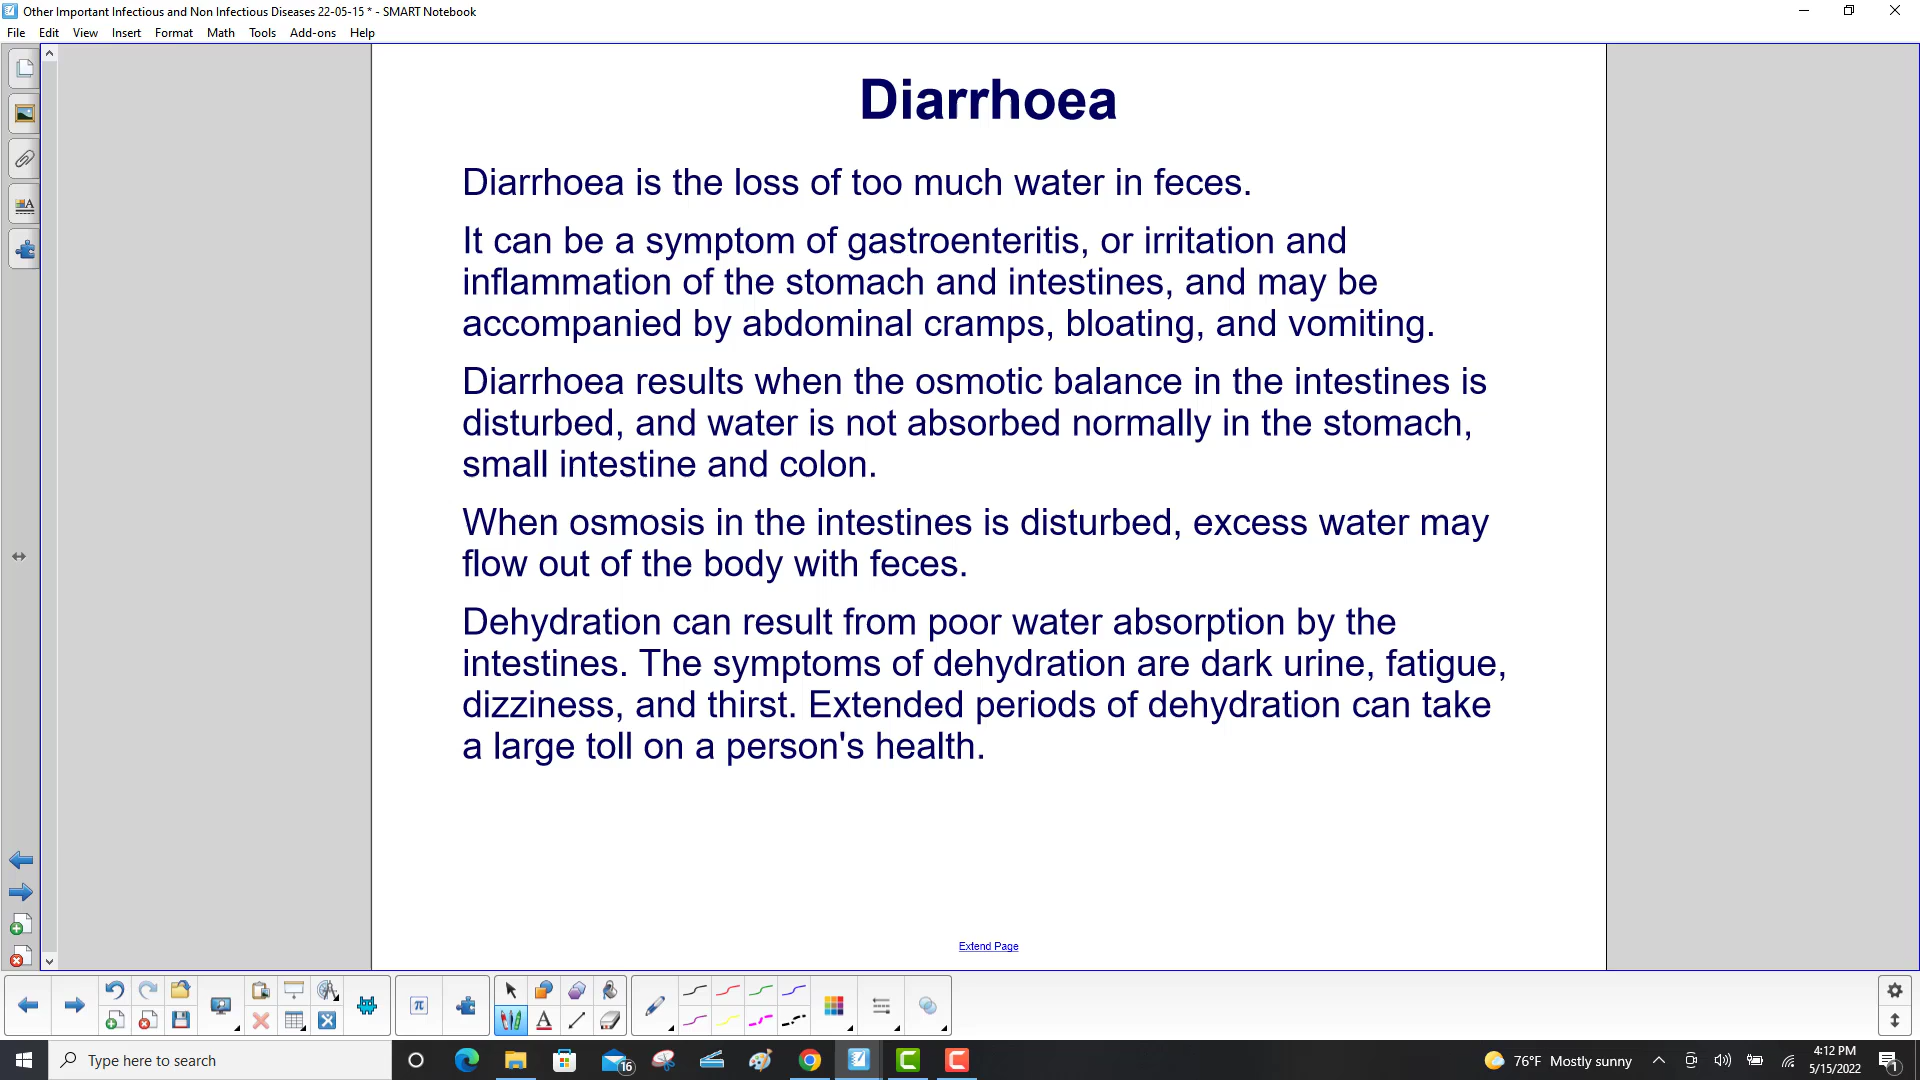 Other Important Infectious and Non Infectious Diseases 22-05-15 * - SMART Notebook
File Edit View Insert Format Math Tools Add-ons Help
Diarrhoea
Diarrhoea is the loss of too much water in feces.
It can be a symptom of gastroenteritis, or irritation and
inflammation of the stomach and intestines, and may be
accompanied by abdominal cramps, bloating, and vomiting.
Diarrhoea results when the osmotic balance in the intestines is
disturbed, and water is not absorbed normally in the stomach,
small intestine and colon.
When osmosis in the intestines is disturbed, excess water may
flow out of the body with feces.
Dehydration can result from poor water absorption by the
intestines. The symptoms of dehydration are dark urine, fatigue,
dizziness, and thirst. Extended periods of dehydration can take
a large toll on a person's health.
Extend Page
π
A
Type here to search
16
76°F Mostly sunny
4:12 PM
5/15/2022
1